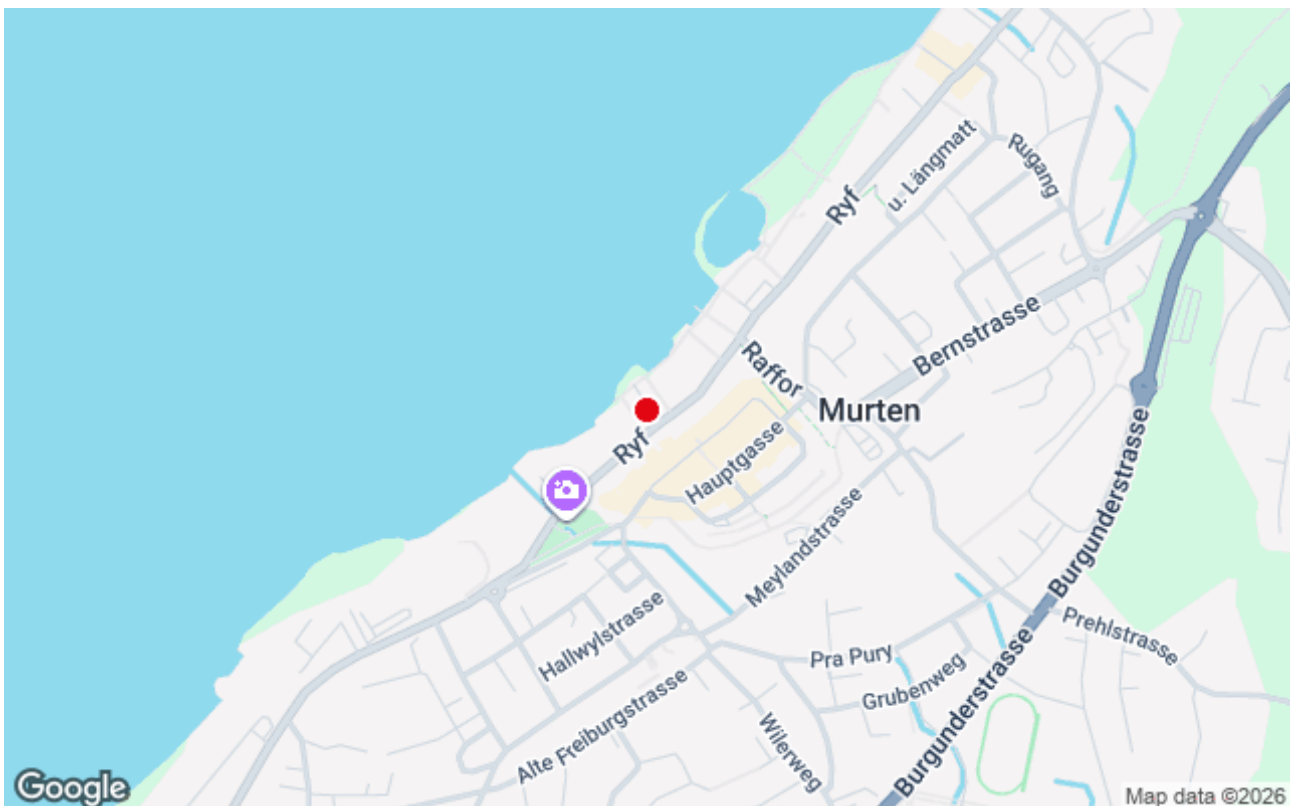 Ryf
u. Längmatt
Rugang
Bernstrasse
Raffor
Murten
Ryf
Hauptgasse
Meylandstrasse
Burgunderstrasse
Hallwylstrasse
Prehlstrasse
Pra Pury
Grubenweg
Alte Freiburgstrasse
Wilerweg
Burgunderstrasse
Google
Map data ©2026